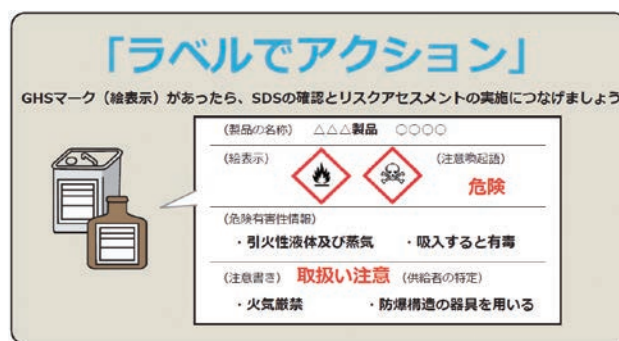 「ラベルでアクション」
GHSマーク（絵表示）があったら、SDSの確認とリスクアセスメントの実施につなげましょう
（製品の名称） △△△製品 ○○○○
（絵表示） （注意喚起語）
危険
（危険有害性情報）
・引火性液体及び蒸気 ・吸入すると有毒
（注意書き） 取扱い注意 （供給者の特定）
・火気厳禁 ・防爆構造の器具を用いる